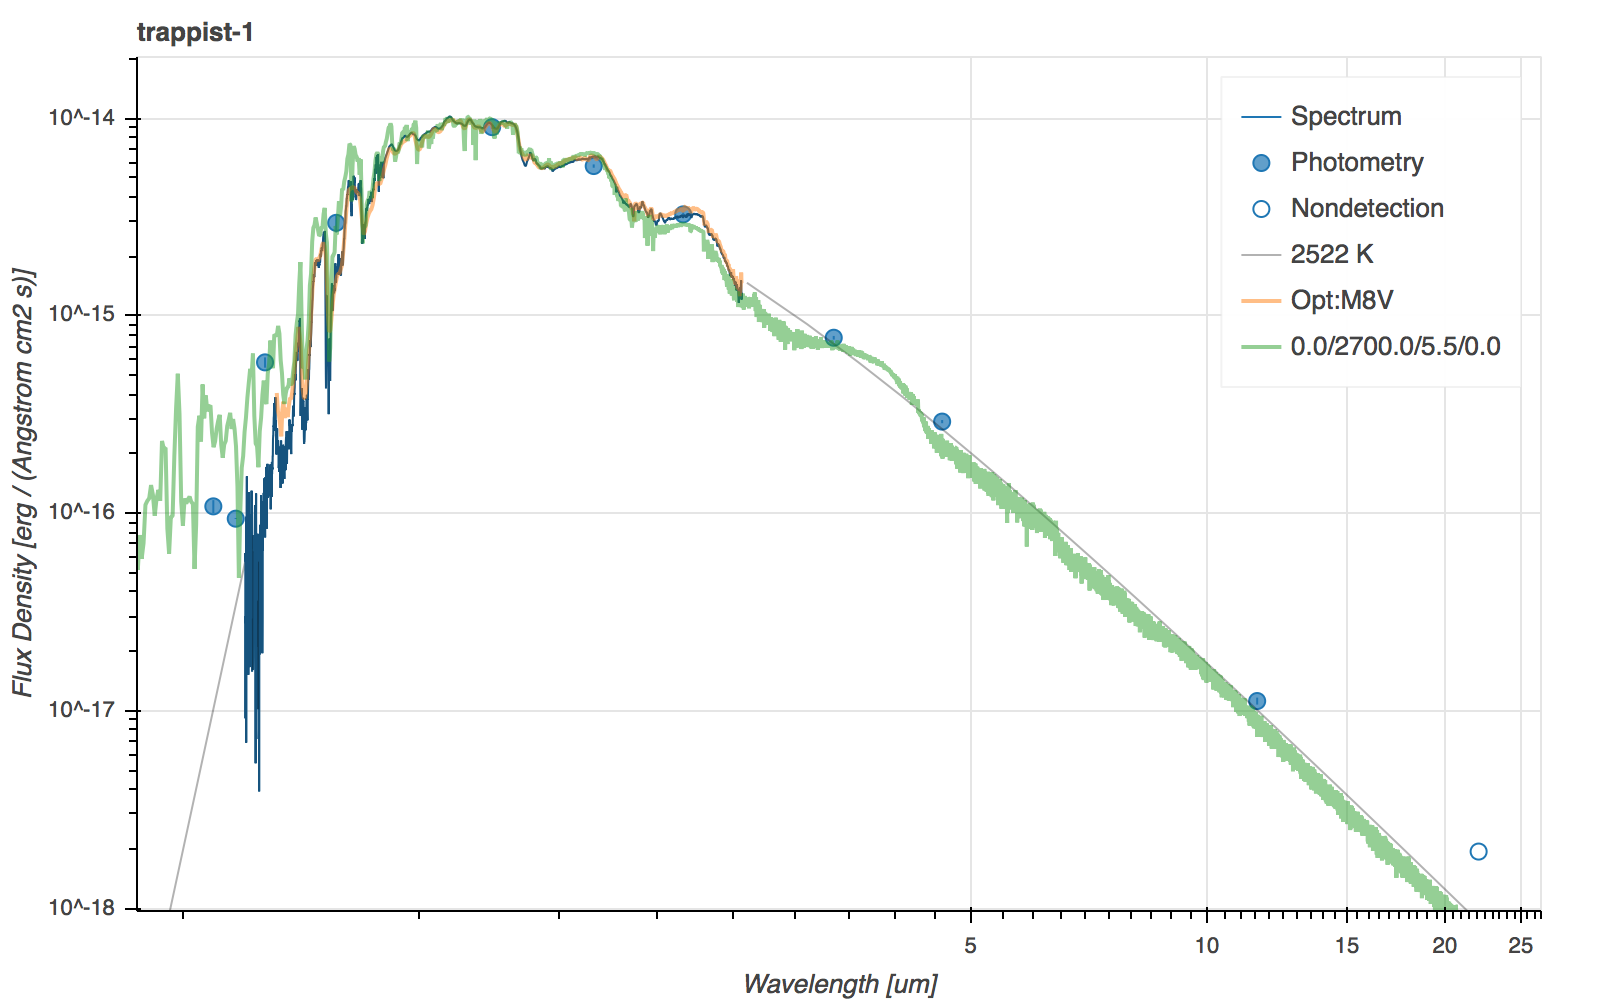 trappist-1
10^-14
10^-15
10^-16
10^-17
10^-18
Flux Density [erg / (Angstrom cm2 s)]
Spectrum
Photometry
Nondetection
2522 K
Opt:M8V
0.0/2700.0/5.5/0.0
5
10
15
20
25
Wavelength [um]